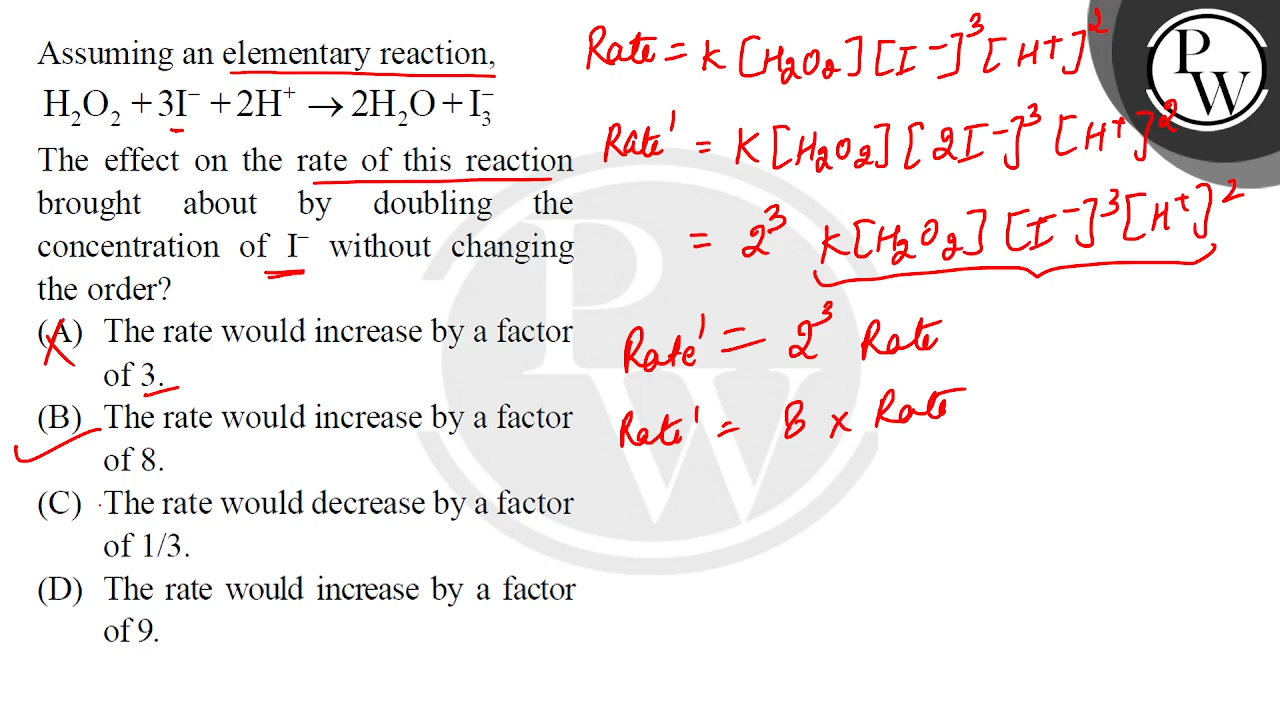 Assuming an elementary reaction,
H₂O₂ + 3I⁻ + 2H⁺ → 2H₂O + I₃⁻
The effect on the rate of this reaction
brought about by doubling the
concentration of I⁻ without changing
the order?
(A) The rate would increase by a factor
of 3.
(B) The rate would increase by a factor
of 8.
(C) The rate would decrease by a factor
of 1/3.
(D) The rate would increase by a factor
of 9.
Rate = K [H₂O₂] [I⁻]³ [H⁺]²
Rate' = K [H₂O₂] [2I⁻]³ [H⁺]²
= 2³ K [H₂O₂] [I⁻]³ [H⁺]²
Rate' = 2³ Rate
Rate' = 8 × Rate
PW
PW